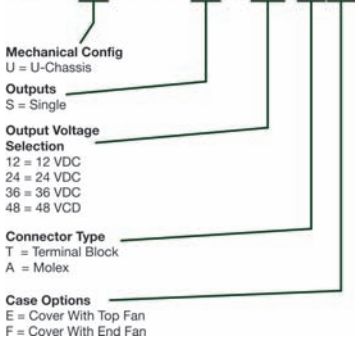 Mechanical Config
U = U-Chassis
Outputs
S = Single
Output Voltage
Selection
12 = 12 VDC
24 = 24 VDC
36 = 36 VDC
48 = 48 VCD
Connector Type
T = Terminal Block
A = Molex
Case Options
E = Cover With Top Fan
F = Cover With End Fan